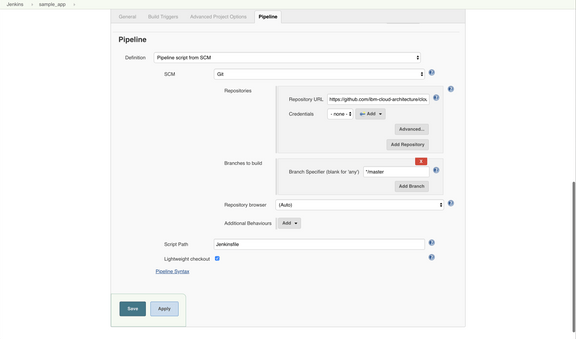 Jenkins › sample_app ›
General Build Triggers Advanced Project Options Pipeline
Pipeline
Definition Pipeline script from SCM
SCM Git
Repositories
Repository URL https://github.com/ibm-cloud-architecture/clou
Credentials - none - Add
Advanced...
Add Repository
Branches to build
X
Branch Specifier (blank for 'any') */master
Add Branch
Repository browser (Auto)
Additional Behaviours Add
Script Path Jenkinsfile
Lightweight checkout
Pipeline Syntax
Save Apply